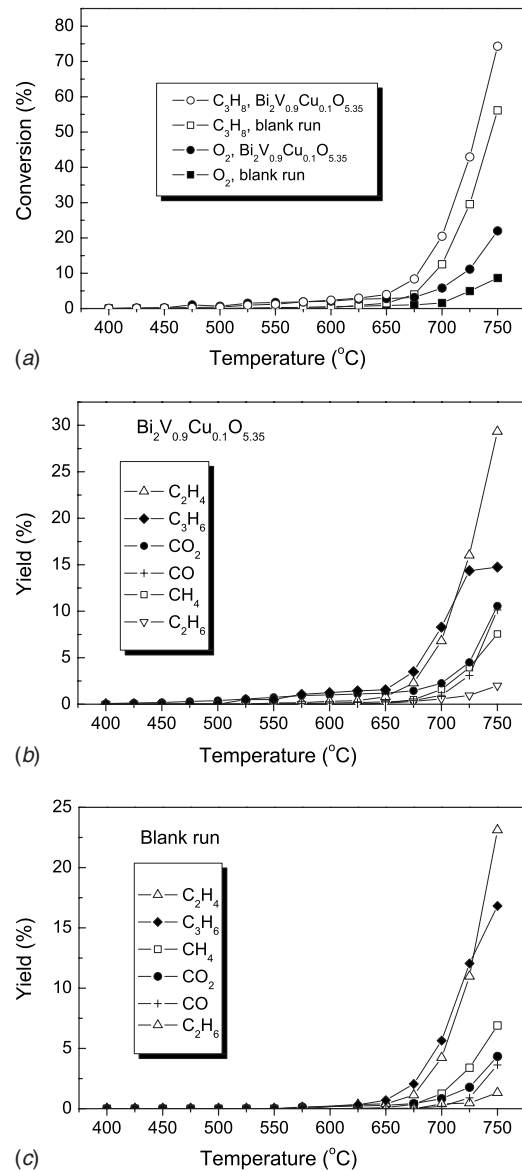 80
70
60
50
40
30
20
10
0
Conversion (%)
C₃H₈, Bi₂V₀.₉Cu₀.₁O₅.₃₅
C₃H₈, blank run
O₂, Bi₂V₀.₉Cu₀.₁O₅.₃₅
O₂, blank run
400 450 500 550 600 650 700 750
Temperature (°C)
(a)
30
25
20
15
10
5
0
Yield (%)
Bi₂V₀.₉Cu₀.₁O₅.₃₅
C₂H₄
C₃H₆
CO₂
CO
CH₄
C₂H₆
400 450 500 550 600 650 700 750
Temperature (°C)
(b)
25
20
15
10
5
0
Yield (%)
Blank run
C₂H₄
C₃H₆
CH₄
CO₂
CO
C₂H₆
400 450 500 550 600 650 700 750
Temperature (°C)
(c)